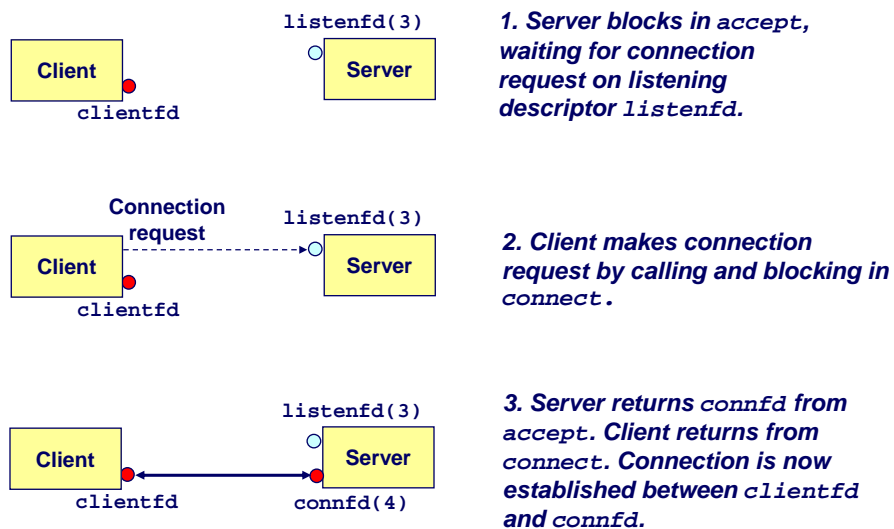 listenfd(3)
Client
Server
clientfd
1. Server blocks in accept,
waiting for connection
request on listening
descriptor listenfd.
Connection
request
listenfd(3)
Client
Server
clientfd
2. Client makes connection
request by calling and blocking in
connect.
listenfd(3)
Client
Server
clientfd
connfd(4)
3. Server returns connfd from
accept. Client returns from
connect. Connection is now
established between clientfd
and connfd.